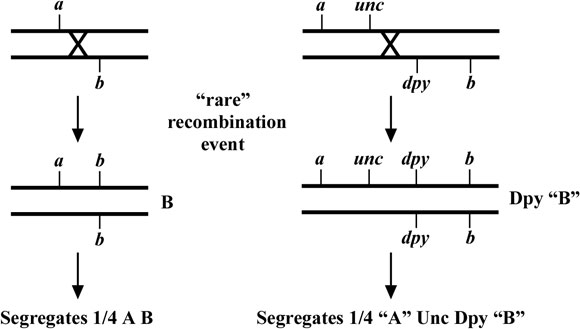 a unc
a
b dpy b
“rare”
recombination
event
a b a unc dpy b
B Dpy “B”
b dpy b
Segregates 1/4 A B Segregates 1/4 “A” Unc Dpy “B”